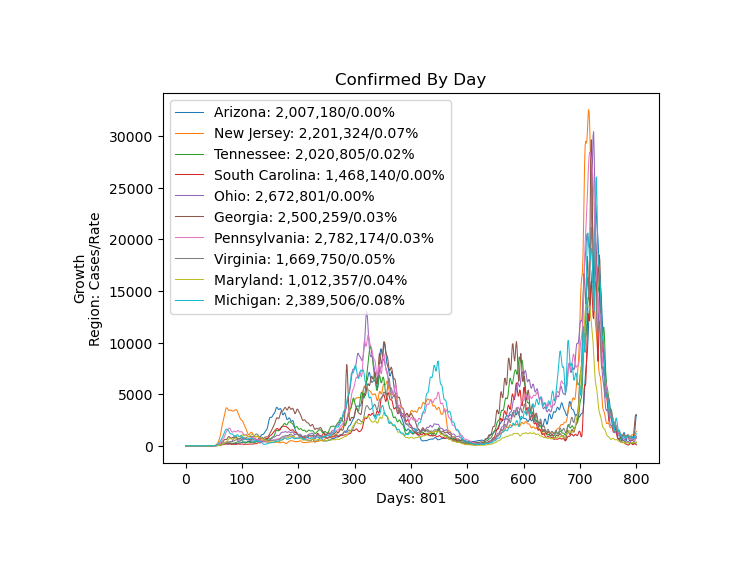 Confirmed By Day
Arizona: 2,007,180/0.00%
New Jersey: 2,201,324/0.07%
Tennessee: 2,020,805/0.02%
South Carolina: 1,468,140/0.00%
Ohio: 2,672,801/0.00%
Georgia: 2,500,259/0.03%
Pennsylvania: 2,782,174/0.03%
Virginia: 1,669,750/0.05%
Maryland: 1,012,357/0.04%
Michigan: 2,389,506/0.08%
Growth
Region: Cases/Rate
30000
25000
20000
15000
10000
5000
0
0 100 200 300 400 500 600 700 800
Days: 801